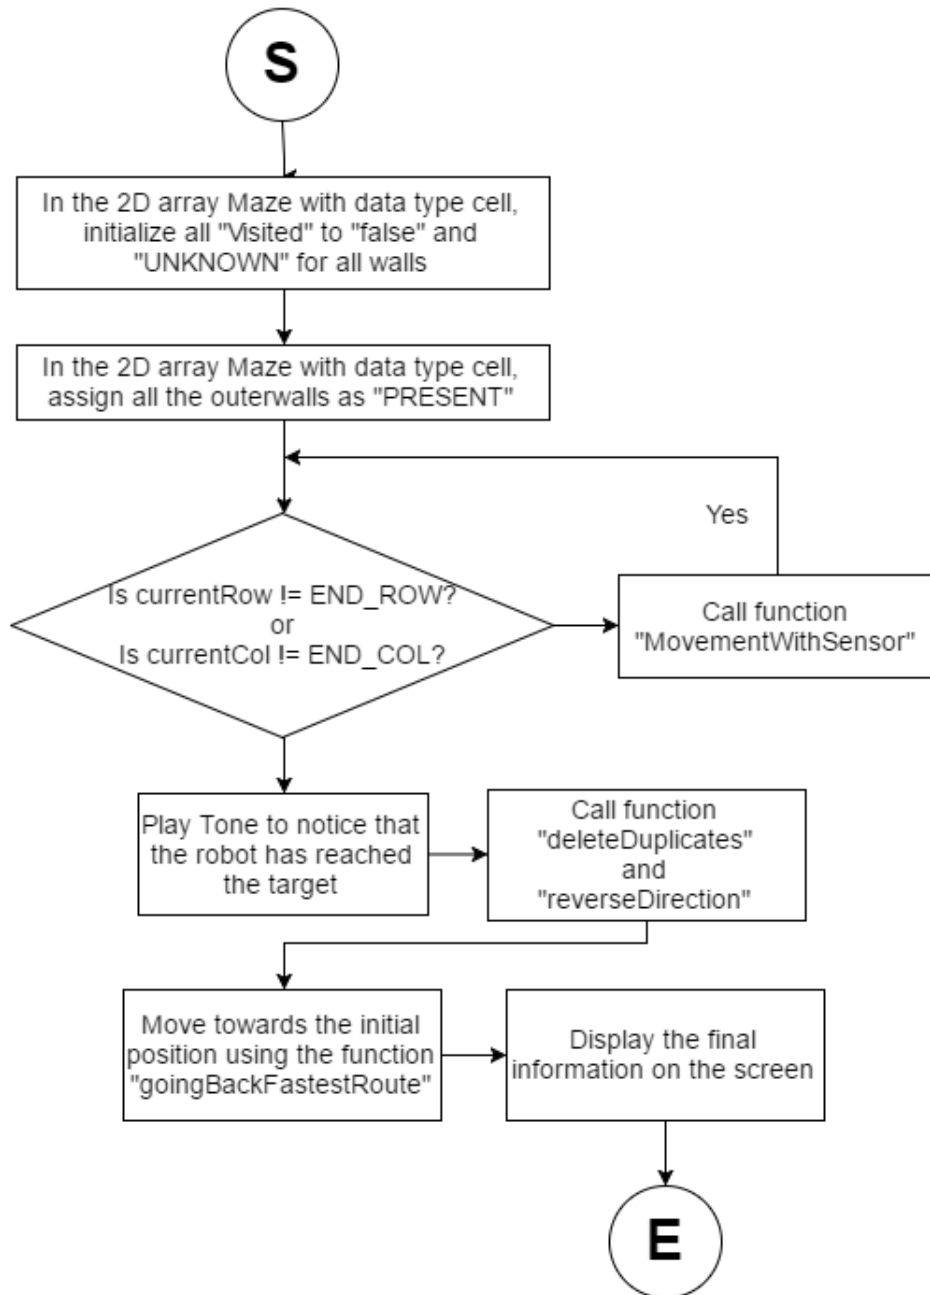 S
In the 2D array Maze with data type cell,
initialize all "Visited" to "false" and
"UNKNOWN" for all walls
In the 2D array Maze with data type cell,
assign all the outerwalls as "PRESENT"
Yes
Is currentRow != END_ROW?
or
Is currentCol != END_COL?
Call function
"MovementWithSensor"
Play Tone to notice that
the robot has reached
the target
Call function
"deleteDuplicates"
and
"reverseDirection"
Move towards the initial
position using the function
"goingBackFastestRoute"
Display the final
information on the screen
E